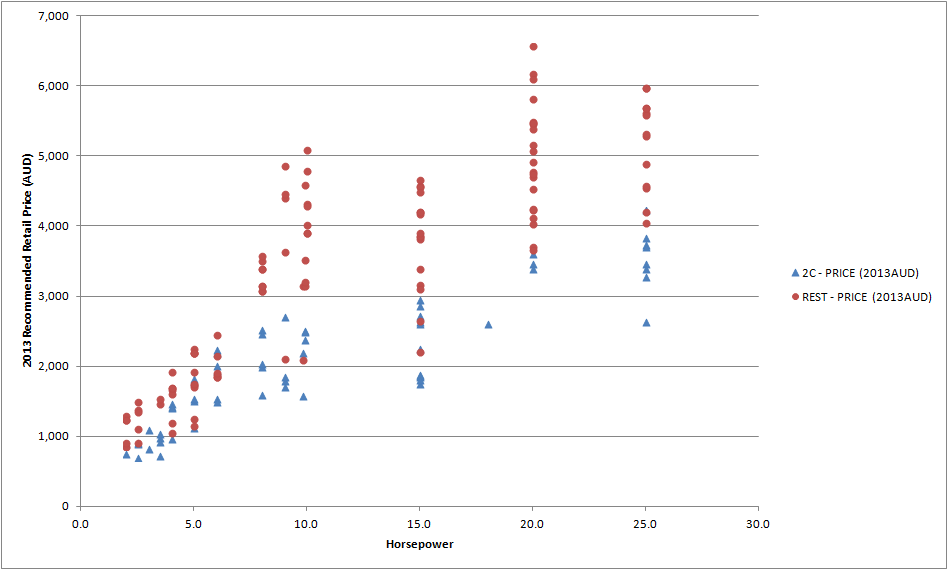 7,000
6,000
5,000
4,000
3,000
2,000
1,000
0
2013 Recommended Retail Price (AUD)
0.0 5.0 10.0 15.0 20.0 25.0 30.0
Horsepower
2C - PRICE (2013AUD)
REST - PRICE (2013AUD)